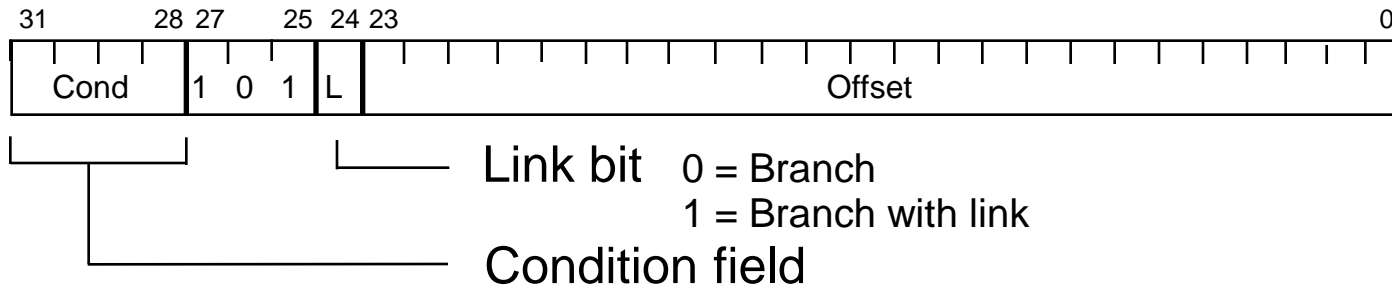 31 28 27 25 24 23 0
Cond 1 0 1 L Offset
Link bit 0 = Branch
1 = Branch with link
Condition field